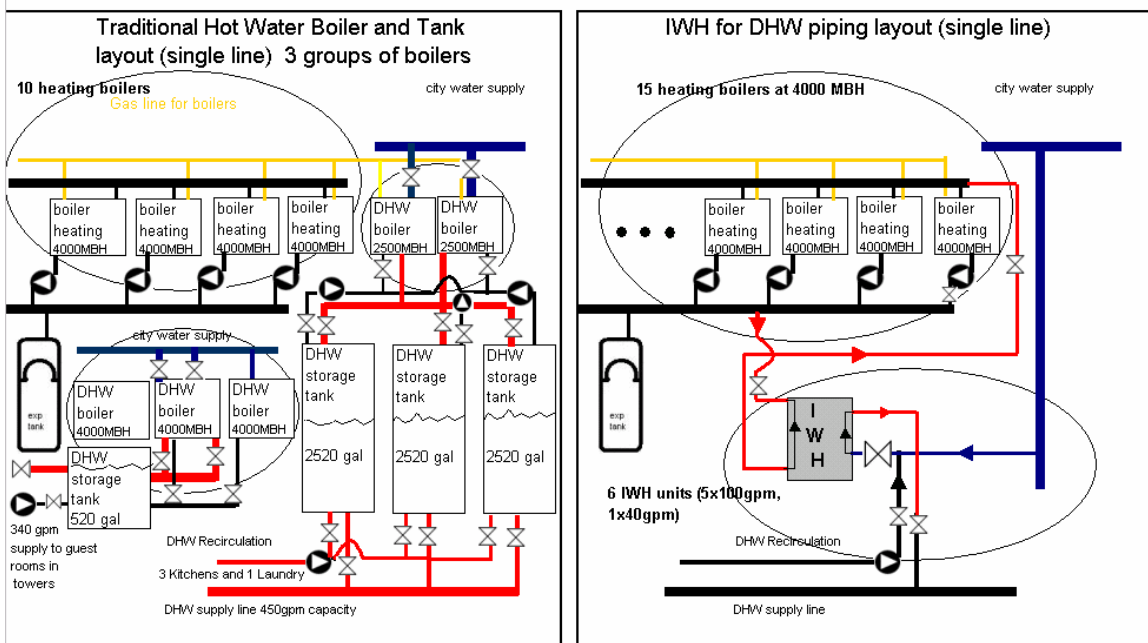 Traditional Hot Water Boiler and Tank
layout (single line) 3 groups of boilers
10 heating boilers
Gas line for boilers
city water supply
boiler
heating
4000MBH
boiler
heating
4000MBH
boiler
heating
4000MBH
boiler
heating
4000MBH
DHW
boiler
2500MBH
DHW
boiler
2500MBH
city water supply
exp
tank
DHW
boiler
4000MBH
DHW
boiler
4000MBH
DHW
boiler
4000MBH
DHW
storage
tank
520 gal
DHW
storage
tank
2520 gal
DHW
storage
tank
2520 gal
DHW
storage
tank
2520 gal
340 gpm
supply to guest
rooms in
towers
DHW Recirculation
3 Kitchens and 1 Laundry
DHW supply line 450gpm capacity
IWH for DHW piping layout (single line)
15 heating boilers at 4000 MBH
city water supply
boiler
heating
4000MBH
boiler
heating
4000MBH
boiler
heating
4000MBH
boiler
heating
4000MBH
exp
tank
I
W
H
6 IWH units (5x100gpm,
1x40gpm)
DHW Recirculation
DHW supply line